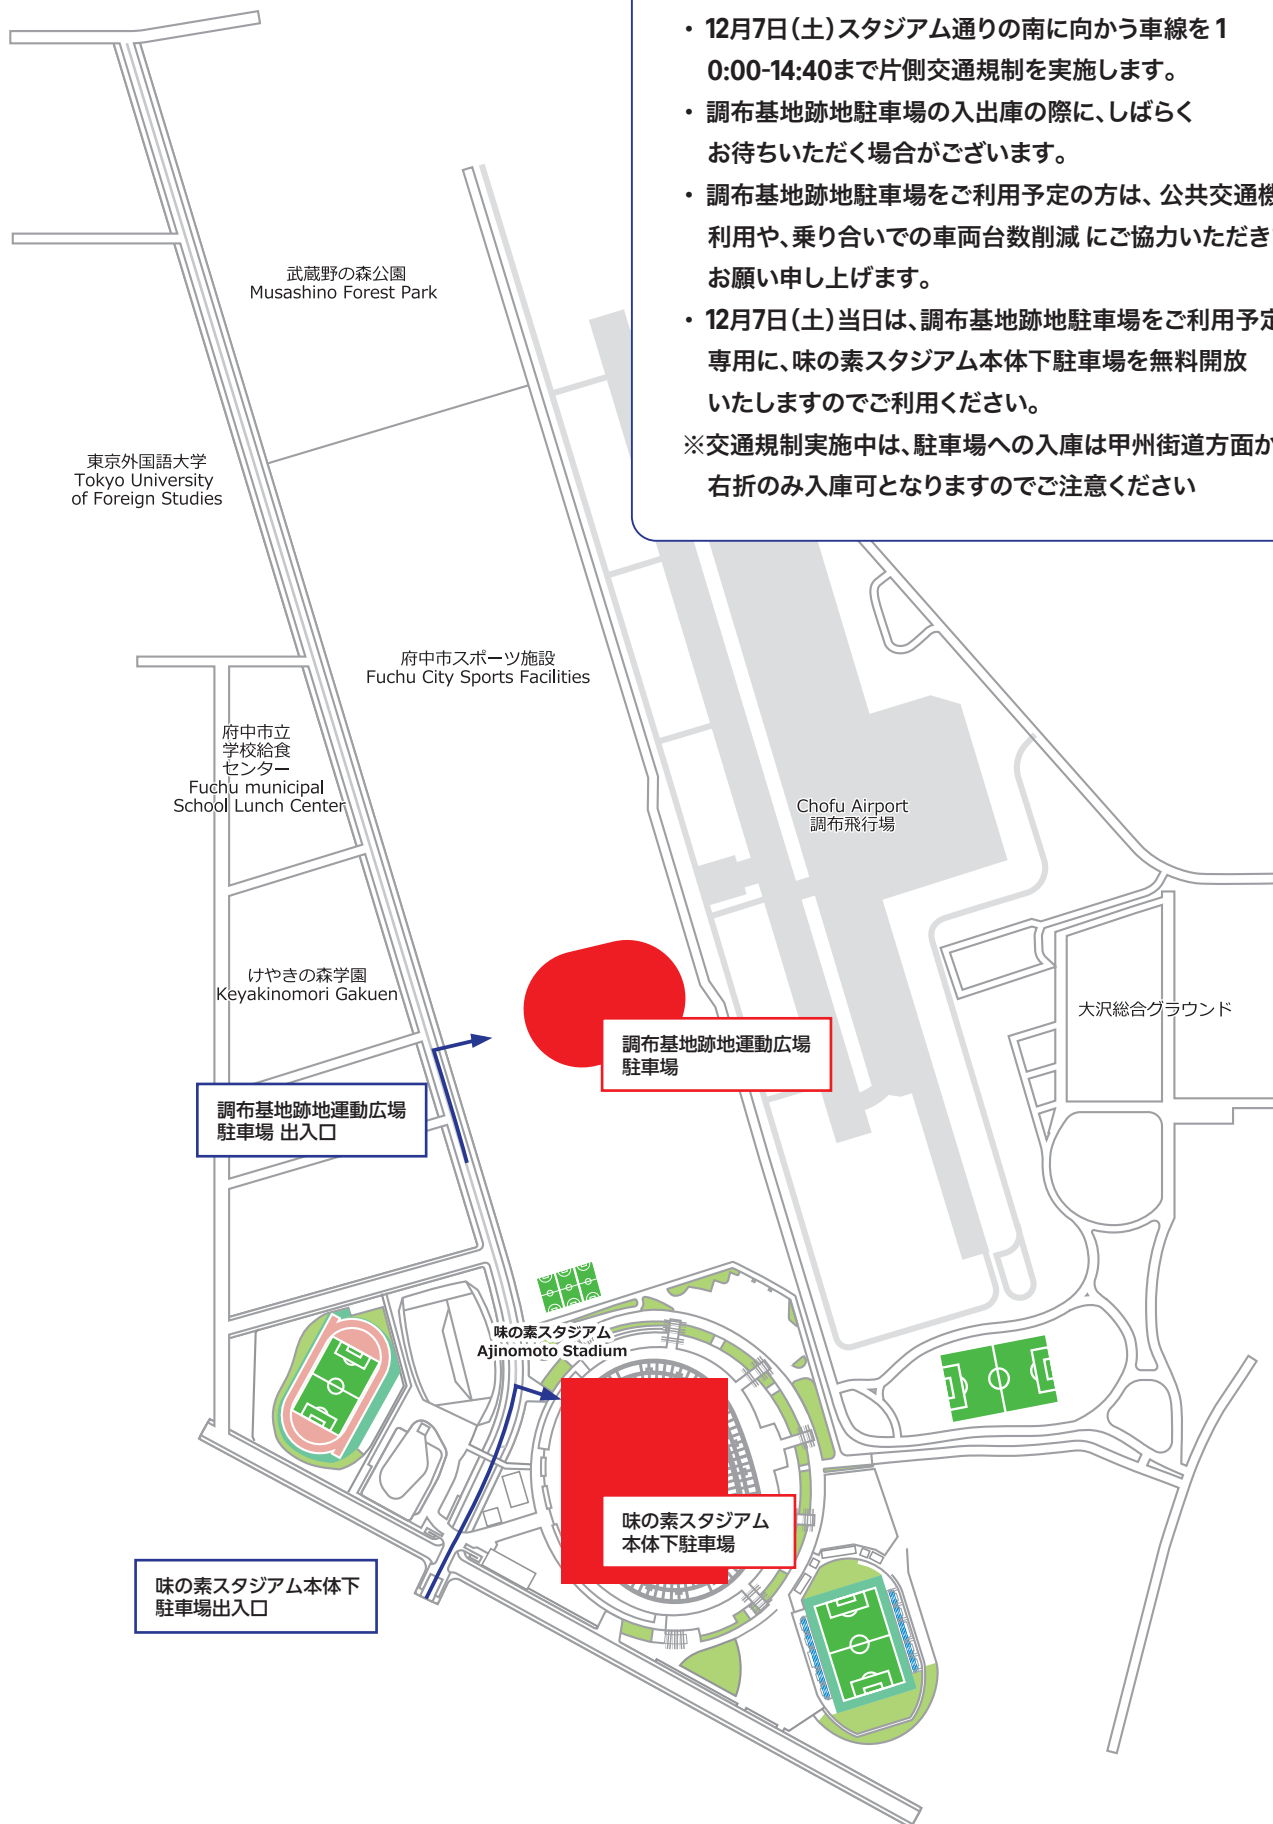 ・ 12月7日（土）スタジアム通りの南に向かう車線を 1
0:00-14:40まで片側交通規制を実施します。
・ 調布基地跡地駐車場の入出庫の際に、しばらく
お待ちいただく場合がございます。
・ 調布基地跡地駐車場をご利用予定の方は、公共交通機
利用や、乗り合いでの車両台数削減 にご協力いただき
お願い申し上げます。
・ 12月7日（土）当日は、調布基地跡地駐車場をご利用予定
専用に、味の素スタジアム本体下駐車場を無料開放
いたしますのでご利用ください。
※交通規制実施中は、駐車場への入庫は甲州街道方面か
右折のみ入庫可となりますのでご注意ください
武蔵野の森公園
Musashino Forest Park
東京外国語大学
Tokyo University
of Foreign Studies
府中市スポーツ施設
Fuchu City Sports Facilities
府中市立
学校給食
センター
Fuchu municipal
School Lunch Center
Chofu Airport
調布飛行場
けやきの森学園
Keyakinomori Gakuen
大沢総合グラウンド
調布基地跡地運動広場
駐車場
調布基地跡地運動広場
駐車場 出入口
味の素スタジアム
Ajinomoto Stadium
味の素スタジアム
本体下駐車場
味の素スタジアム本体下
駐車場出入口